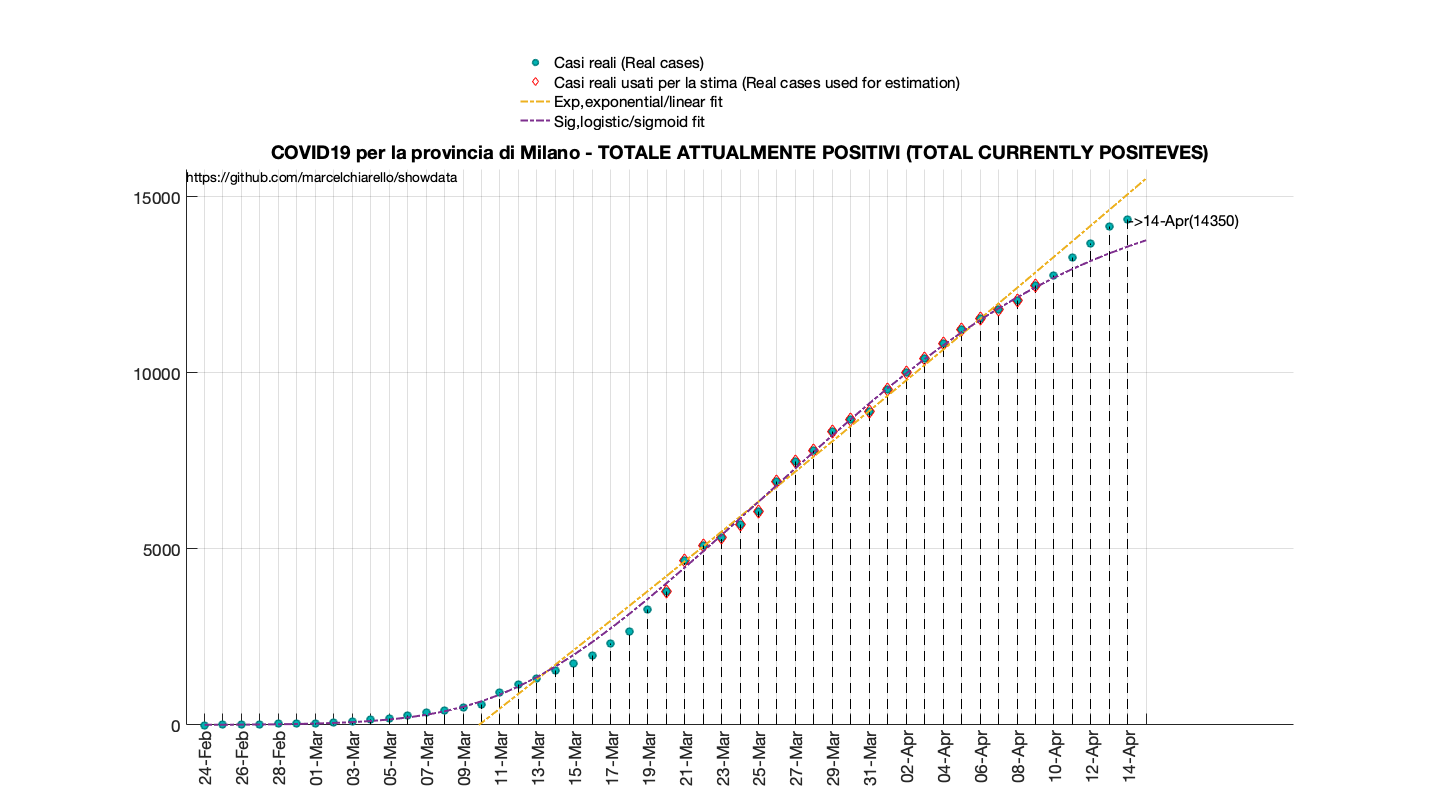 Casi reali (Real cases)
Casi reali usati per la stima (Real cases used for estimation)
Exp,exponential/linear fit
Sig,logistic/sigmoid fit
COVID19 per la provincia di Milano - TOTALE ATTUALMENTE POSITIVI (TOTAL CURRENTLY POSITEVES)
https://github.com/marcelchiarello/showdata
15000
->14-Apr(14350)
10000
5000
0
24-Feb
26-Feb
28-Feb
01-Mar
03-Mar
05-Mar
07-Mar
09-Mar
11-Mar
13-Mar
15-Mar
17-Mar
19-Mar
21-Mar
23-Mar
25-Mar
27-Mar
29-Mar
31-Mar
02-Apr
04-Apr
06-Apr
08-Apr
10-Apr
12-Apr
14-Apr